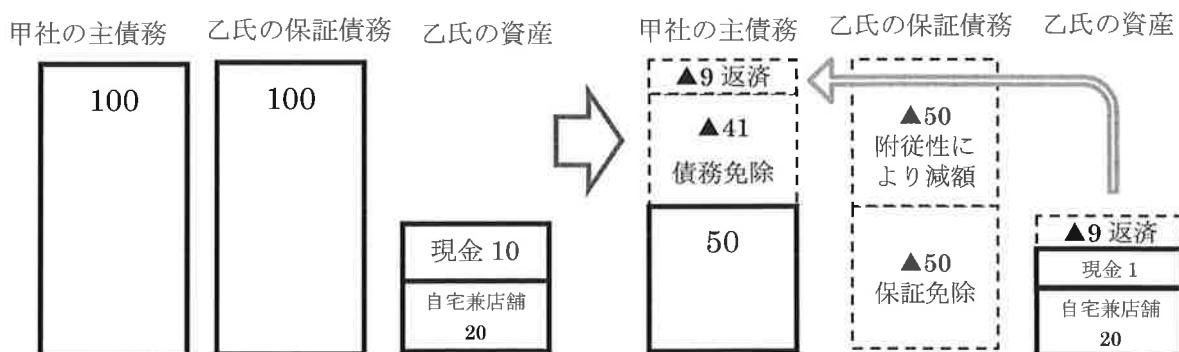 甲社の主債務
乙氏の保証債務
乙氏の資産
100
100
現金 10
自宅兼店舗
20
甲社の主債務
乙氏の保証債務
乙氏の資産
▲9 返済
▲41
債務免除
50
▲50
附従性に
より減額
▲50
保証免除
▲9 返済
現金 1
自宅兼店舗
20